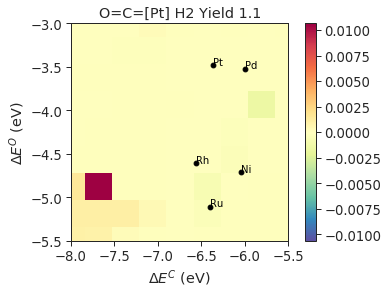 O=C=[Pt] H2 Yield 1.1
−3.0
−3.5
−4.0
−4.5
−5.0
−5.5
ΔE^O (eV)
Pt
Pd
Rh
Ni
Ru
−8.0 −7.5 −7.0 −6.5 −6.0 −5.5
ΔE^C (eV)
0.0100
0.0075
0.0050
0.0025
0.0000
−0.0025
−0.0050
−0.0075
−0.0100